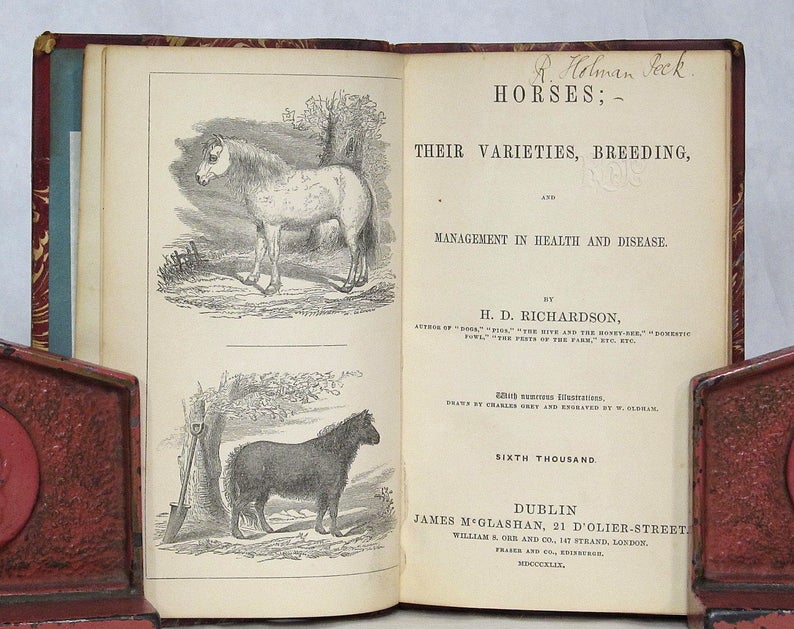 R. Holman Peck.
HORSES;
THEIR VARIETIES, BREEDING,
AND
MANAGEMENT IN HEALTH AND DISEASE.
BY
H. D. RICHARDSON,
AUTHOR OF "DOGS," "PIGS," "THE HIVE AND THE HONEY-BEE," "DOMESTIC
FOWL," "THE PESTS OF THE FARM," ETC. ETC.
With numerous Illustrations,
DRAWN BY CHARLES GREY AND ENGRAVED BY W. OLDHAM.
SIXTH THOUSAND.
DUBLIN
JAMES McGLASHAN, 21 D'OLIER-STREET.
WILLIAM S. ORR AND CO., 147 STRAND, LONDON.
FRASER AND CO., EDINBURGH.
MDCCCXLIX.